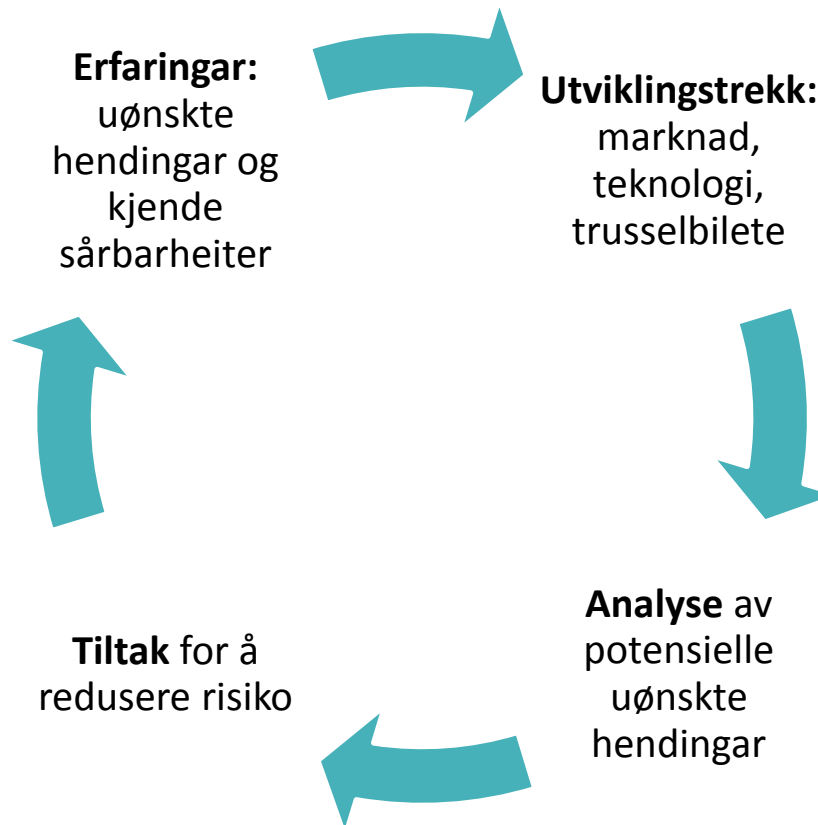 Erfaringar:
uønskte
hendingar og
kjende
sårbarheiter
Utviklingstrekk:
marknad,
teknologi,
trusselbilete
Analyse av
potensielle
uønskte
hendingar
Tiltak for å
redusere risiko